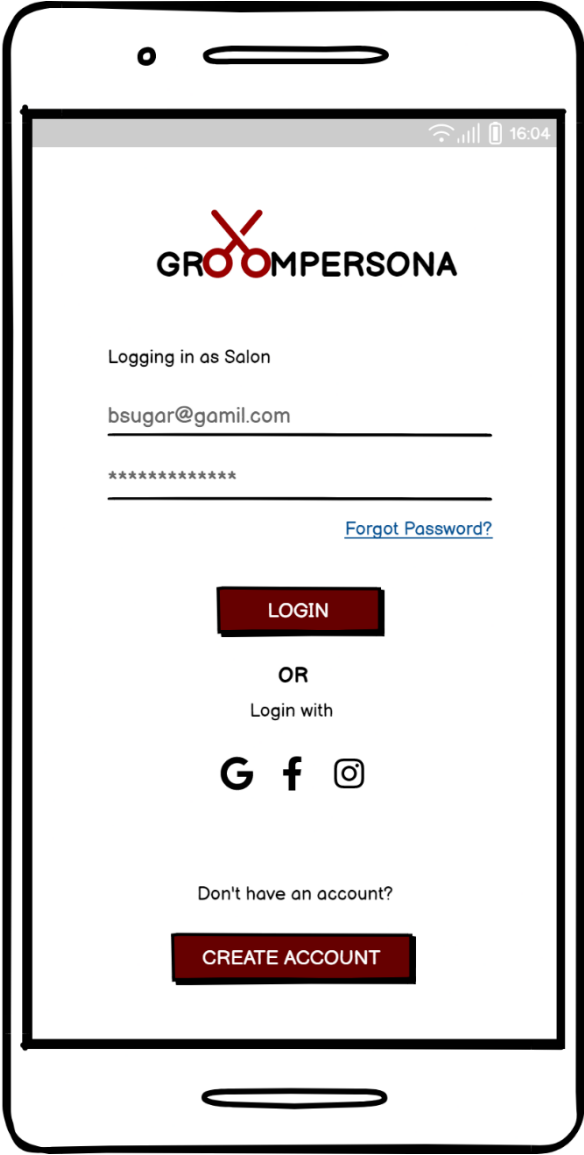 16:04
GROOMPERSONA
Logging in as Salon
bsugar@gamil.com
*************
Forgot Password?
LOGIN
OR
Login with
G f
Don't have an account?
CREATE ACCOUNT